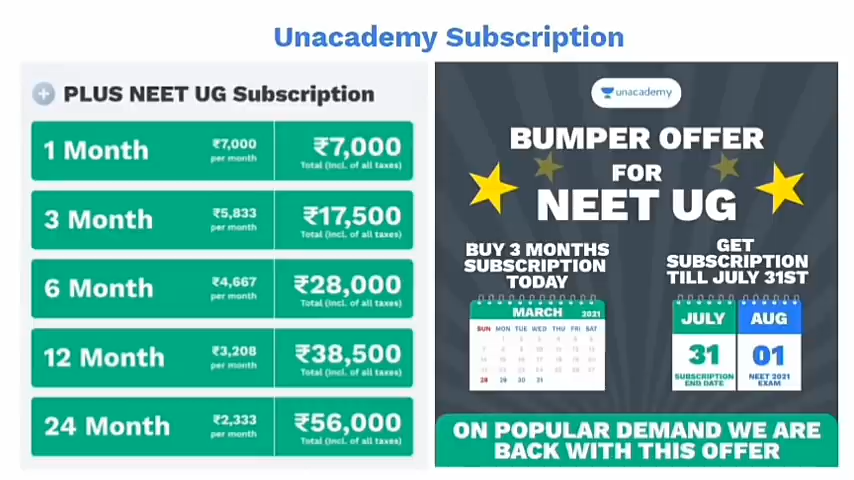 Unacademy Subscription
+ PLUS NEET UG Subscription
1 Month ₹7,000 per month ₹7,000 Total (Incl. of all taxes)
3 Month ₹5,833 per month ₹17,500 Total (Incl. of all taxes)
6 Month ₹4,667 per month ₹28,000 Total (Incl. of all taxes)
12 Month ₹3,208 per month ₹38,500 Total (Incl. of all taxes)
24 Month ₹2,333 per month ₹56,000 Total (Incl. of all taxes)
unacademy
BUMPER OFFER
FOR
NEET UG
BUY 3 MONTHS
SUBSCRIPTION
TODAY
MARCH 2021
SUN MON TUE WED THU FRI SAT
28 29 30 31
GET
SUBSCRIPTION
TILL JULY 31ST
JULY AUG
31 01
SUBSCRIPTION NEET 2021
END DATE EXAM
ON POPULAR DEMAND WE ARE
BACK WITH THIS OFFER